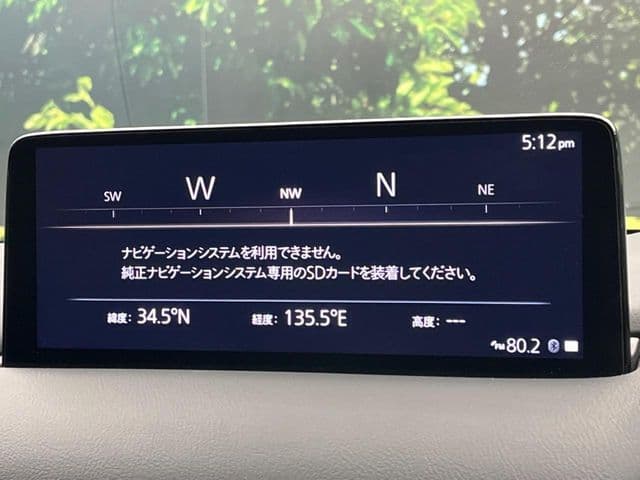 5:12pm
SW W NW N NE
ナビゲーションシステムを利用できません。
純正ナビゲーションシステム専用のSDカードを装着してください。
緯度: 34.5°N 経度: 135.5°E 高度: ---
FM 80.2